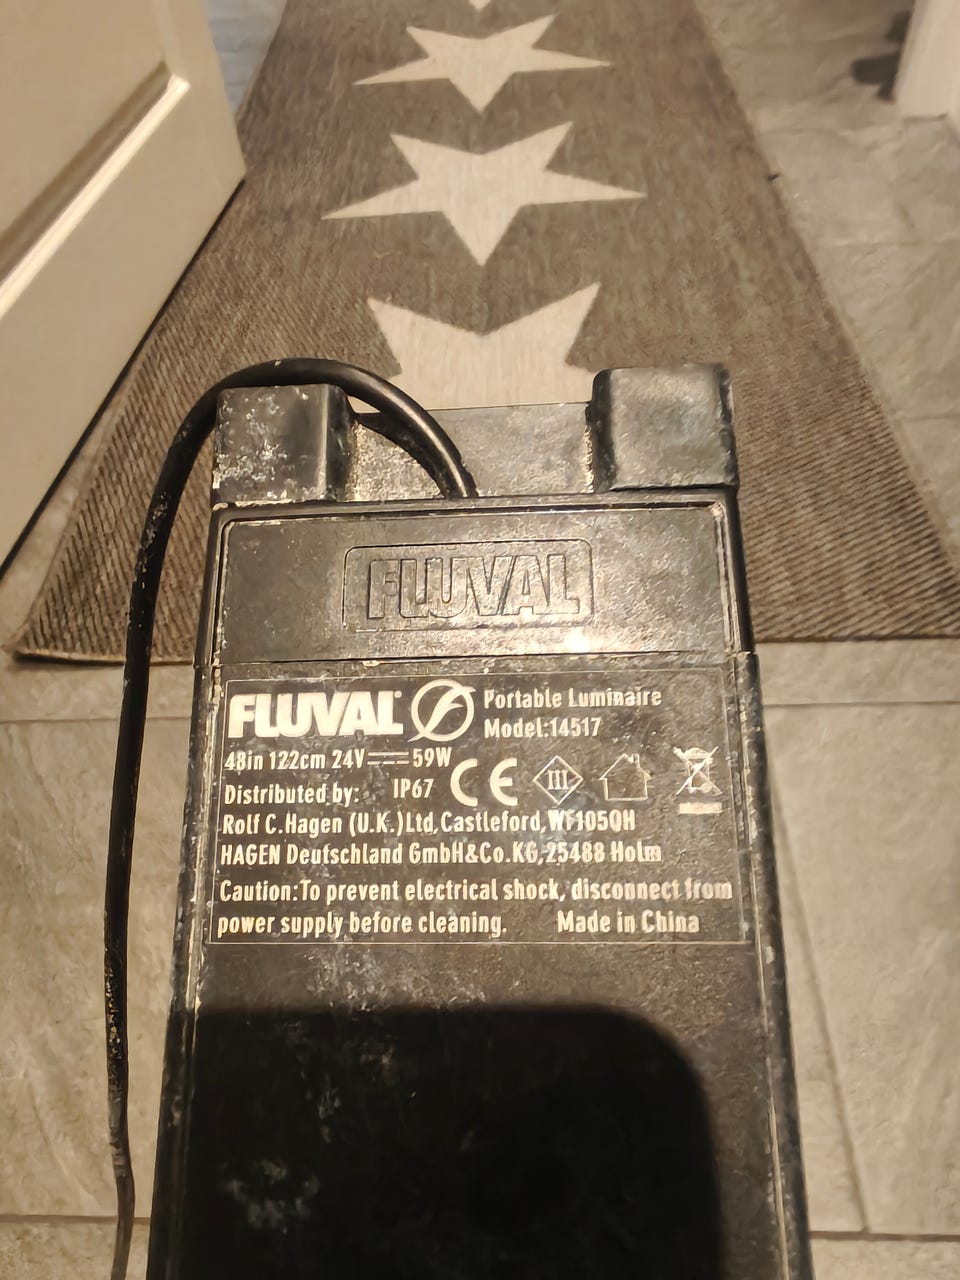 FLUVAL
FLUVAL Portable Luminaire
Model:14517
48in 122cm 24V⎓59W
Distributed by: IP67 CE III
Rolf C.Hagen (U.K.)Ltd,Castleford,WF105QH
HAGEN Deutschland GmbH&Co.KG,25488 Holm
Caution:To prevent electrical shock, disconnect from
power supply before cleaning. Made in China